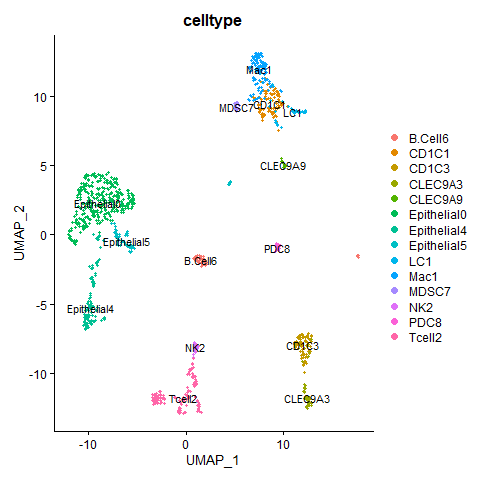 celltype
Mac1
MDSC7
CD1C1
LC1
CLEC9A9
Epithelial0
Epithelial5
PDC8
B.Cell6
Epithelial4
NK2
CD1C3
Tcell2
CLEC9A3
10
5
0
-5
-10
UMAP_2
-10
0
10
UMAP_1
B.Cell6
CD1C1
CD1C3
CLEC9A3
CLEC9A9
Epithelial0
Epithelial4
Epithelial5
LC1
Mac1
MDSC7
NK2
PDC8
Tcell2